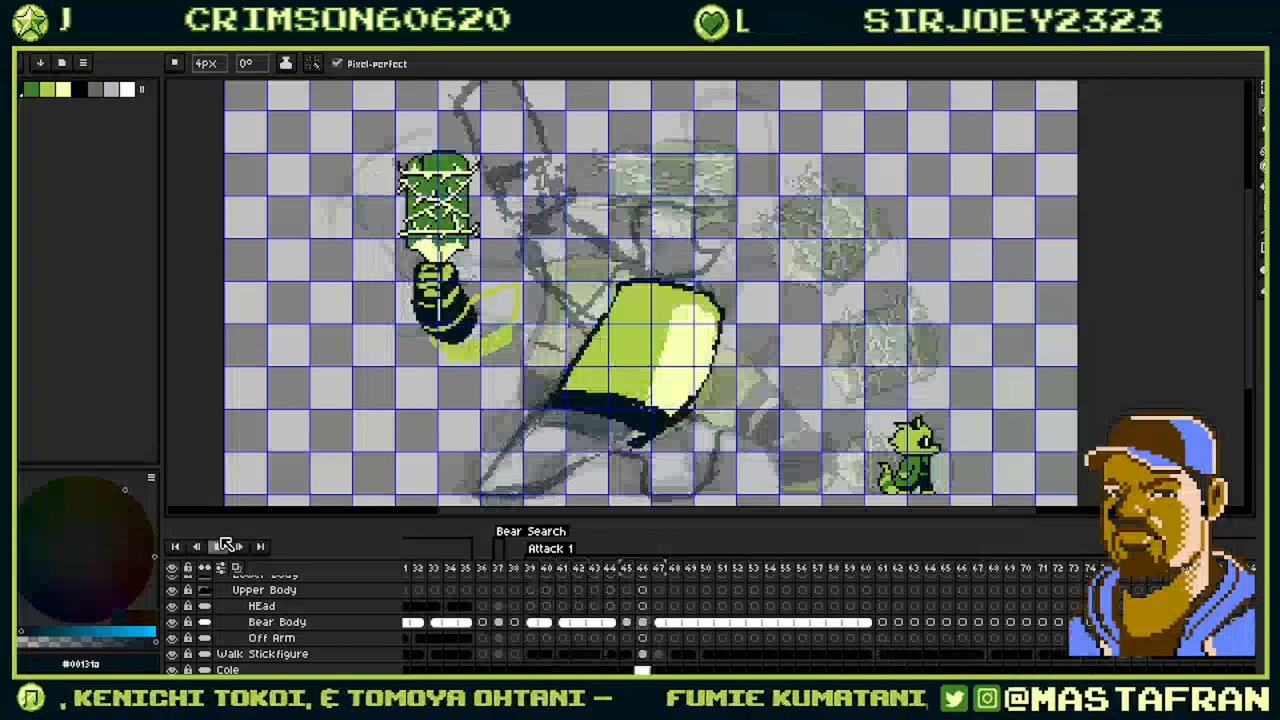 J CRIMSON60620 L SIRJOEY2323
4PX 0° Pixel-perfect
#00131a
Bear Search
Attack 1
1 32 33 34 35 36 37 38 39 40 41 42 43 44 45 46 47 48 49 50 51 52 53 54 55 56 57 58 59 60 61 62 63 64 65 66 67 68 69 70 71 72 73 74
Lower Body
Upper Body
HEad
Bear Body
Off Arm
Walk Stickfigure
Cole
, KENICHI TOKOI, & TOMOYA OHTANI — FUMIE KUMATANI, @MASTAFRAN